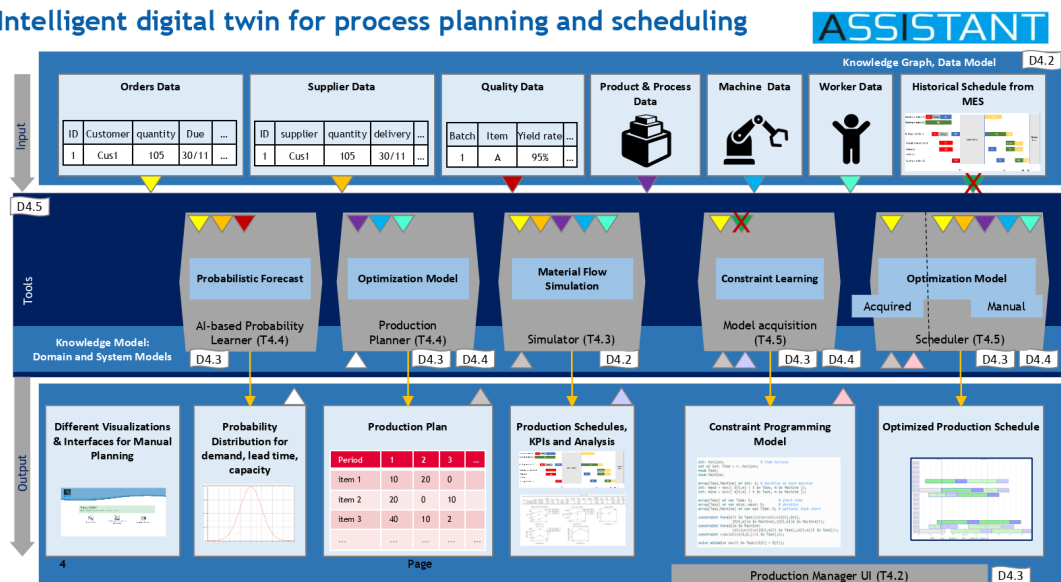 Intelligent digital twin for process planning and scheduling
ASSISTANT
Knowledge Graph, Data Model
D4.2
Input
Orders Data
ID Customer quantity Due ...
1 Cus1 105 30/11 ...
Supplier Data
ID supplier quantity delivery ...
1 Cus1 105 30/11 ...
Quality Data
Batch Item Yield rate ...
1 A 95% ...
Product & Process
Data
Machine Data
Worker Data
Historical Schedule from
MES
D4.5
Tools
Probabilistic Forecast
AI-based Probability
Learner (T4.4)
D4.3
Optimization Model
Production
Planner (T4.4)
D4.3
D4.4
Material Flow
Simulation
Simulator (T4.3)
D4.2
Constraint Learning
Model acquisition
(T4.5)
D4.3
D4.4
Optimization Model
Acquired
Manual
Scheduler (T4.5)
D4.3
D4.4
Knowledge Model:
Domain and System Models
Output
Different Visualizations
& Interfaces for Manual
Planning
Probability
Distribution for
demand, lead time,
capacity
Production Plan
Period 1 2 3 ...
item 1 10 20 0
item 2 20 0 10
item 3 40 10 2
... ... ... ...
Production Schedules,
KPIs and Analysis
Constraint Programming
Model
Optimized Production Schedule
4
Page
Production Manager UI (T4.2)
D4.3